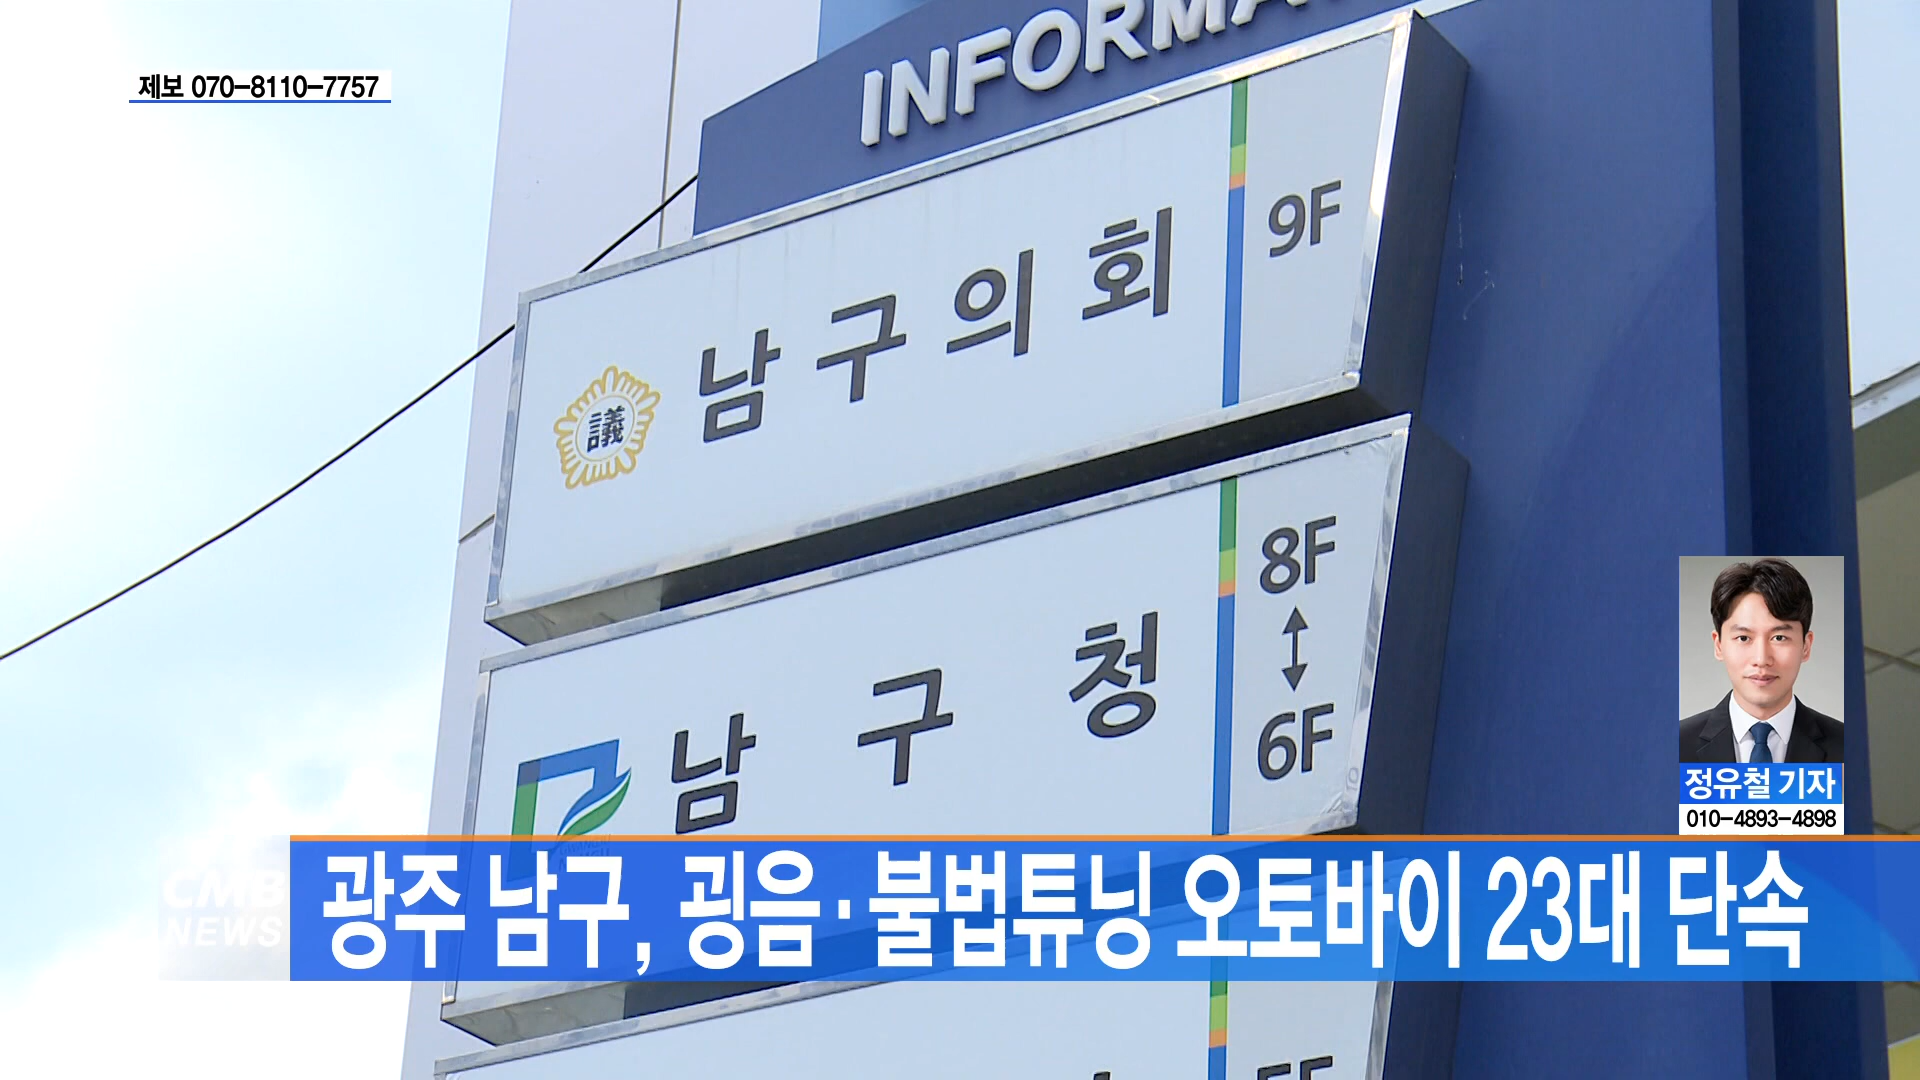 제보 070-8110-7757
INFORMA
남구의회 9F
議
남구청 8F
6F
정유철 기자
010-4893-4898
CMB
NEWS
광주 남구, 굉음·불법튜닝 오토바이 23대 단속